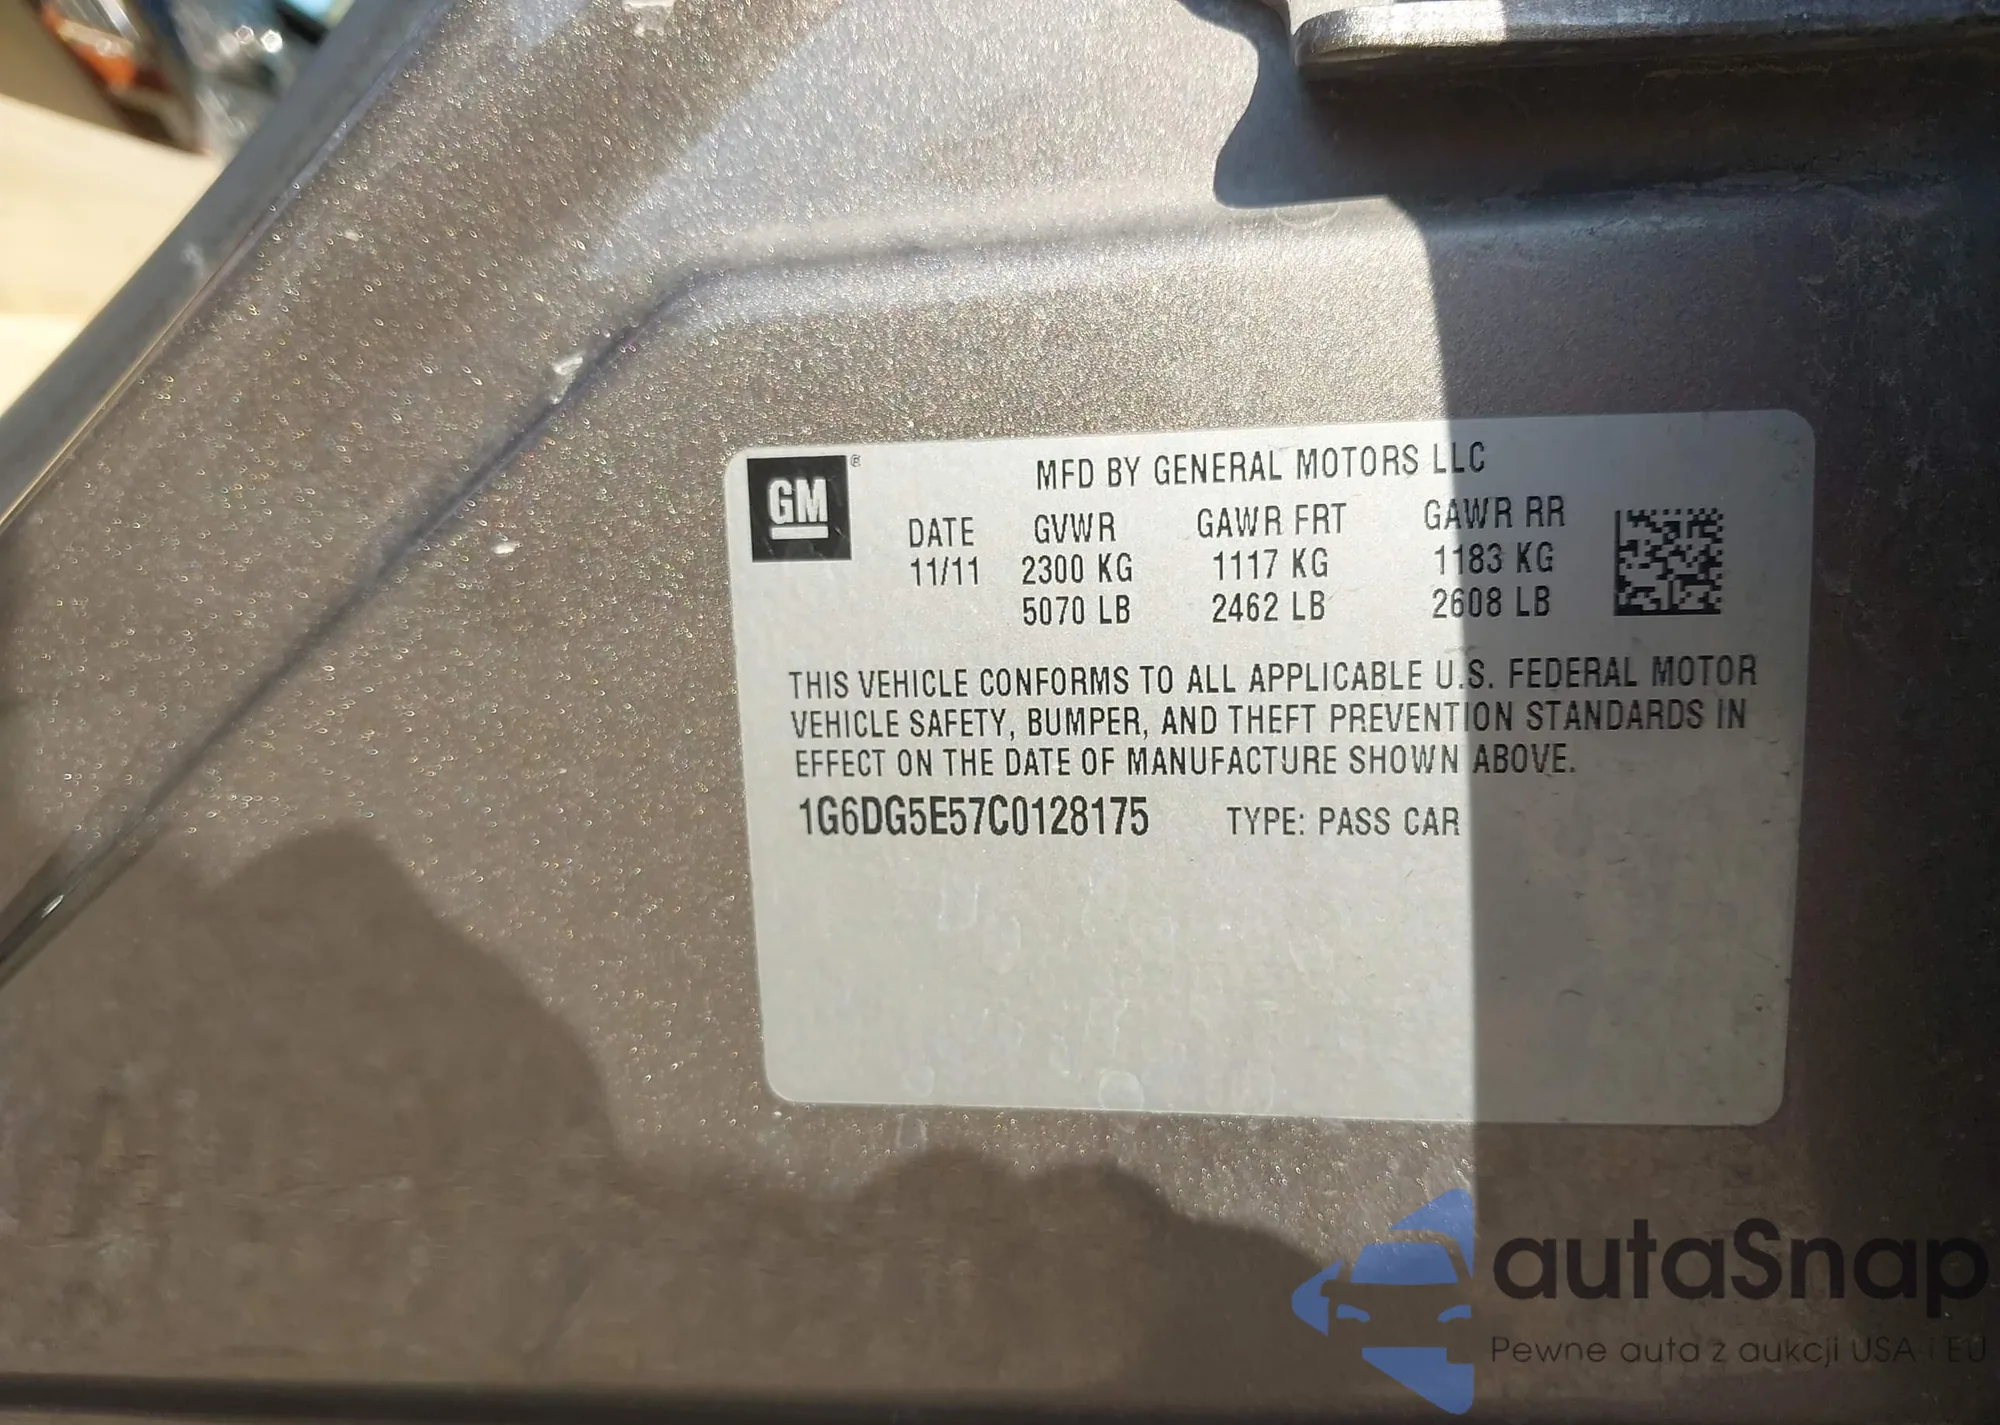 GM ®
MFD BY GENERAL MOTORS LLC
DATE GVWR GAWR FRT GAWR RR
11/11 2300 KG 1117 KG 1183 KG
5070 LB 2462 LB 2608 LB
THIS VEHICLE CONFORMS TO ALL APPLICABLE U.S. FEDERAL MOTOR
VEHICLE SAFETY, BUMPER, AND THEFT PREVENTION STANDARDS IN
EFFECT ON THE DATE OF MANUFACTURE SHOWN ABOVE.
1G6DG5E57C0128175 TYPE: PASS CAR
autaSnap
Pewne auta z aukcji USA i EU